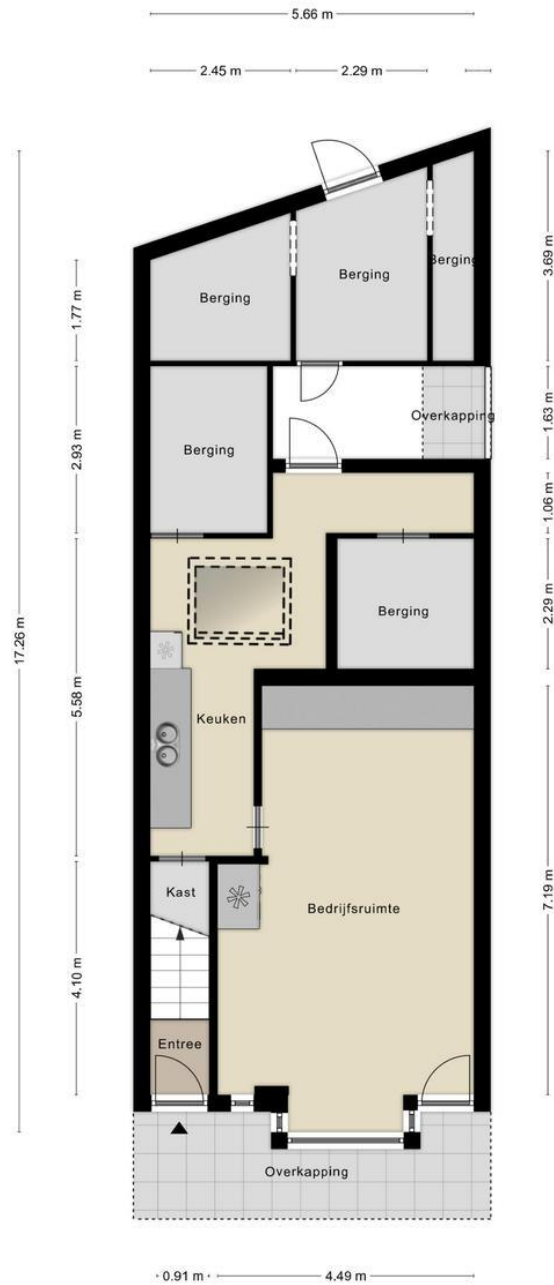 5.66 m
2.45 m
2.29 m
17.26 m
1.77 m
2.93 m
5.58 m
4.10 m
3.69 m
1.63 m
1.06 m
2.29 m
7.19 m
Berging
Berging
Berging
Berging
Overkapping
Berging
Keuken
Kast
Bedrijfsruimte
Entree
Overkapping
0.91 m
4.49 m